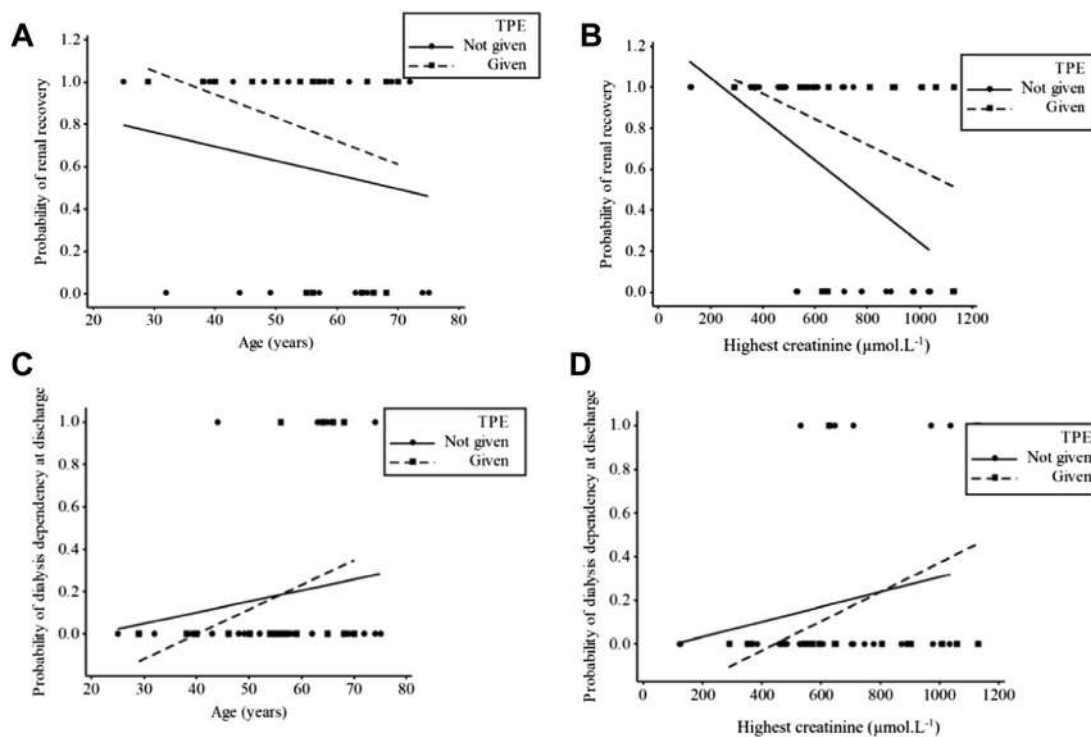 A
TPE
Not given
Given
Probability of renal recovery
1.2
1.0
0.8
0.6
0.4
0.2
0.0
20 30 40 50 60 70 80
Age (years)
B
TPE
Not given
Given
Probability of renal recovery
1.2
1.0
0.8
0.6
0.4
0.2
0.0
0 200 400 600 800 1000 1200
Highest creatinine (µmol.L⁻¹)
C
TPE
Not given
Given
Probability of dialysis dependency at discharge
1.0
0.8
0.6
0.4
0.2
0.0
20 30 40 50 60 70 80
Age (years)
D
TPE
Not given
Given
Probability of dialysis dependency at discharge
1.0
0.8
0.6
0.4
0.2
0.0
0 200 400 600 800 1000 1200
Highest creatinine (µmol.L⁻¹)